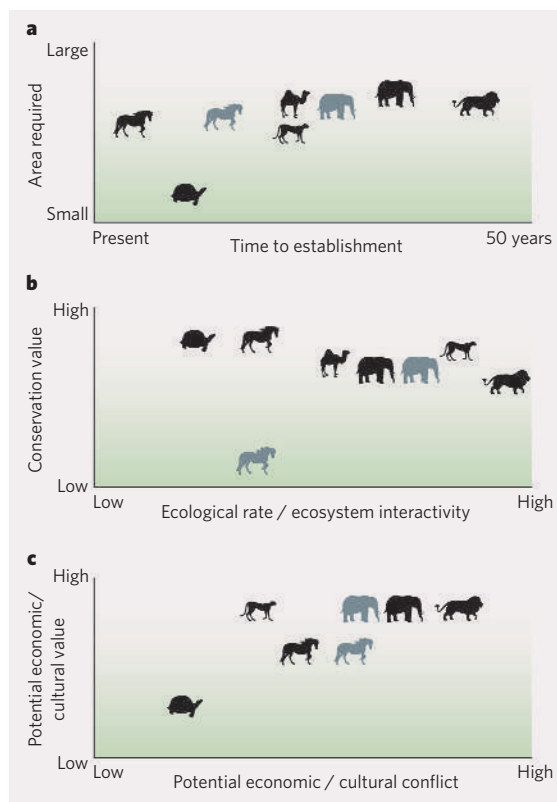 a
Large
Area required
Small
Present
Time to establishment
50 years
b
High
Conservation value
Low
Low
Ecological rate / ecosystem interactivity
High
c
High
Potential economic/
cultural value
Low
Low
Potential economic / cultural conflict
High